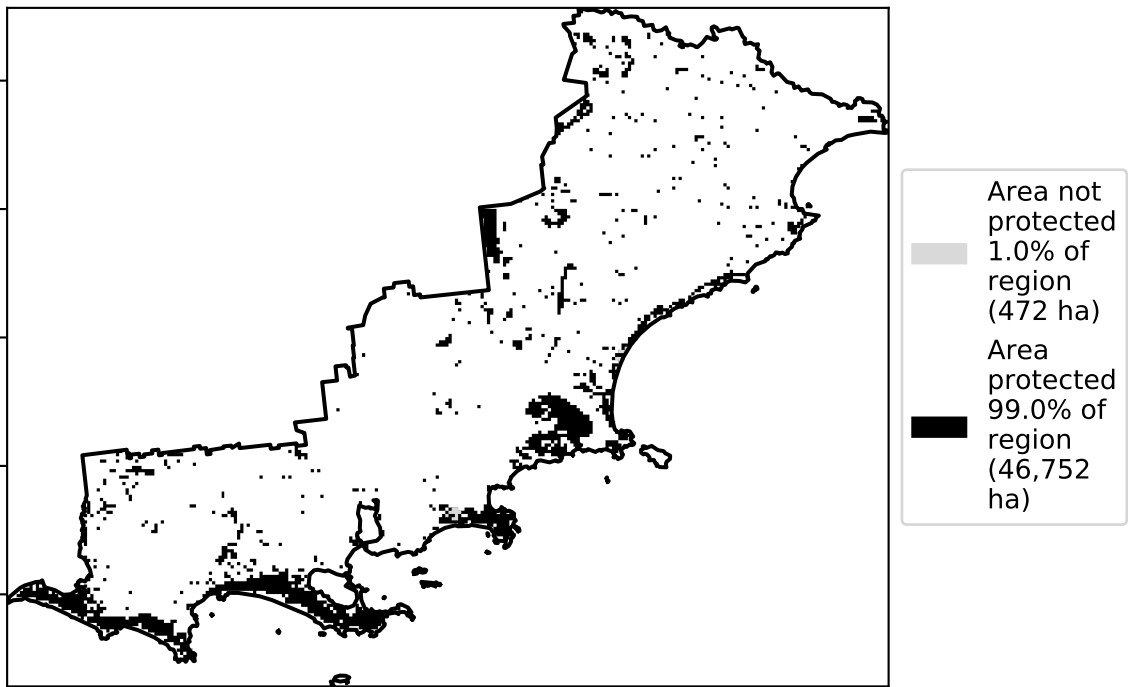 Area not
protected
1.0% of
region
(472 ha)
Area
protected
99.0% of
region
(46,752
ha)